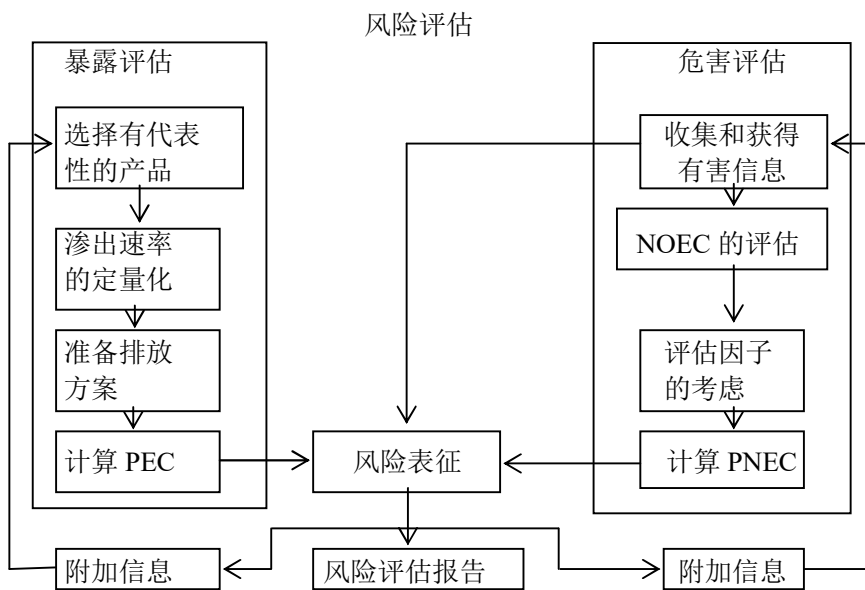 风险评估
暴露评估
选择有代表
性的产品
渗出速率
的定量化
准备排放
方案
计算 PEC
危害评估
收集和获得
有害信息
NOEC 的评估
评估因子
的考虑
计算 PNEC
风险表征
附加信息
风险评估报告
附加信息